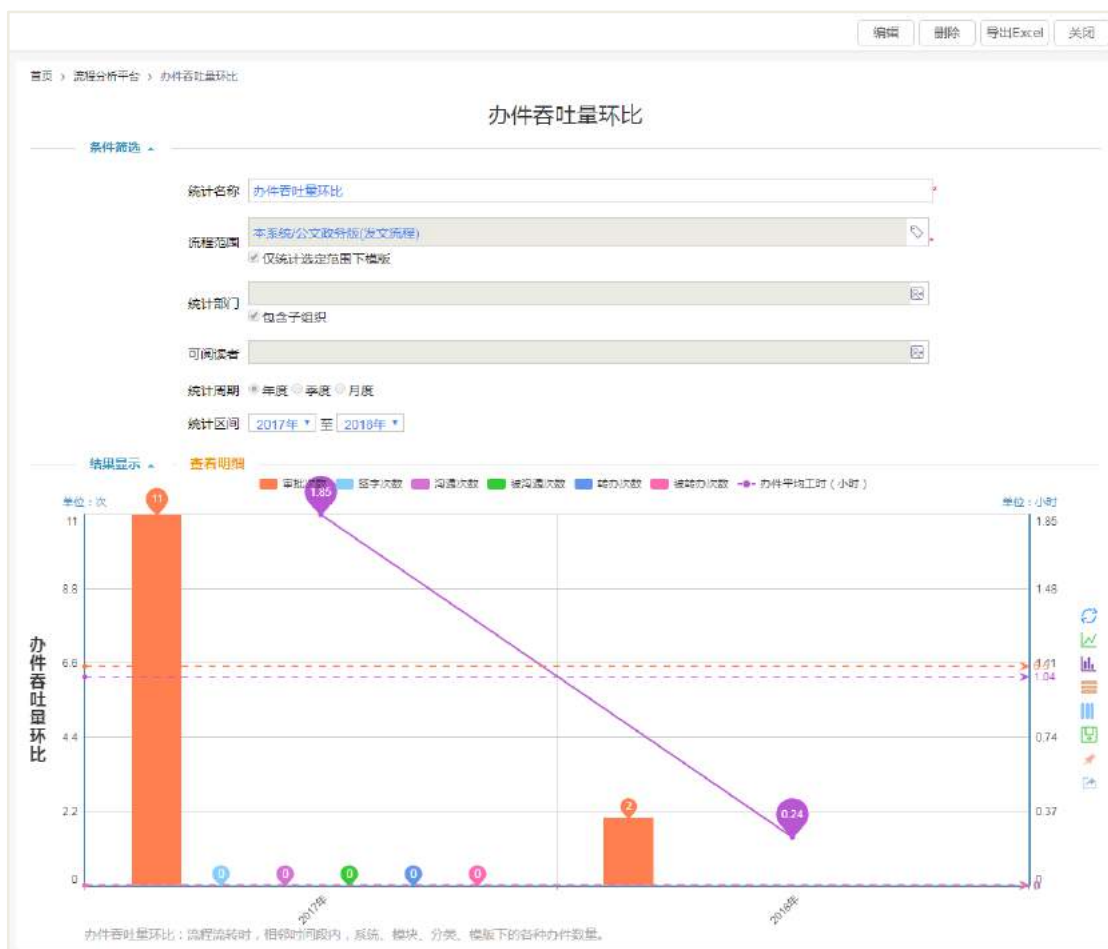 编辑 删除 导出Excel 关闭
首页 > 流程分析平台 > 办件吞吐量环比
办件吞吐量环比
条件筛选
统计名称 办件吞吐量环比 *
流程范围 本系统/公文政务版(发文流程) *
仅统计选定范围下模版
统计部门
包含子组织
可阅读者
统计周期 年度 季度 月度
统计区间 2017年 至 2018年
结果显示 查看明细
审批次数 签字次数 沟通次数 被沟通次数 转办次数 被转办次数 办件平均工时(小时)
单位:次
单位:小时
办件吞吐量环比
11
8.8
6.6
4.4
2.2
0
11
1.85
0
0
0
0
0
2
0.24
1.85
1.48
1.04
0.74
0.37
0
2017年
2018年
办件吞吐量环比:流程流转时,相邻时间段内,系统、模块、分类、模版下的各种办件数量。